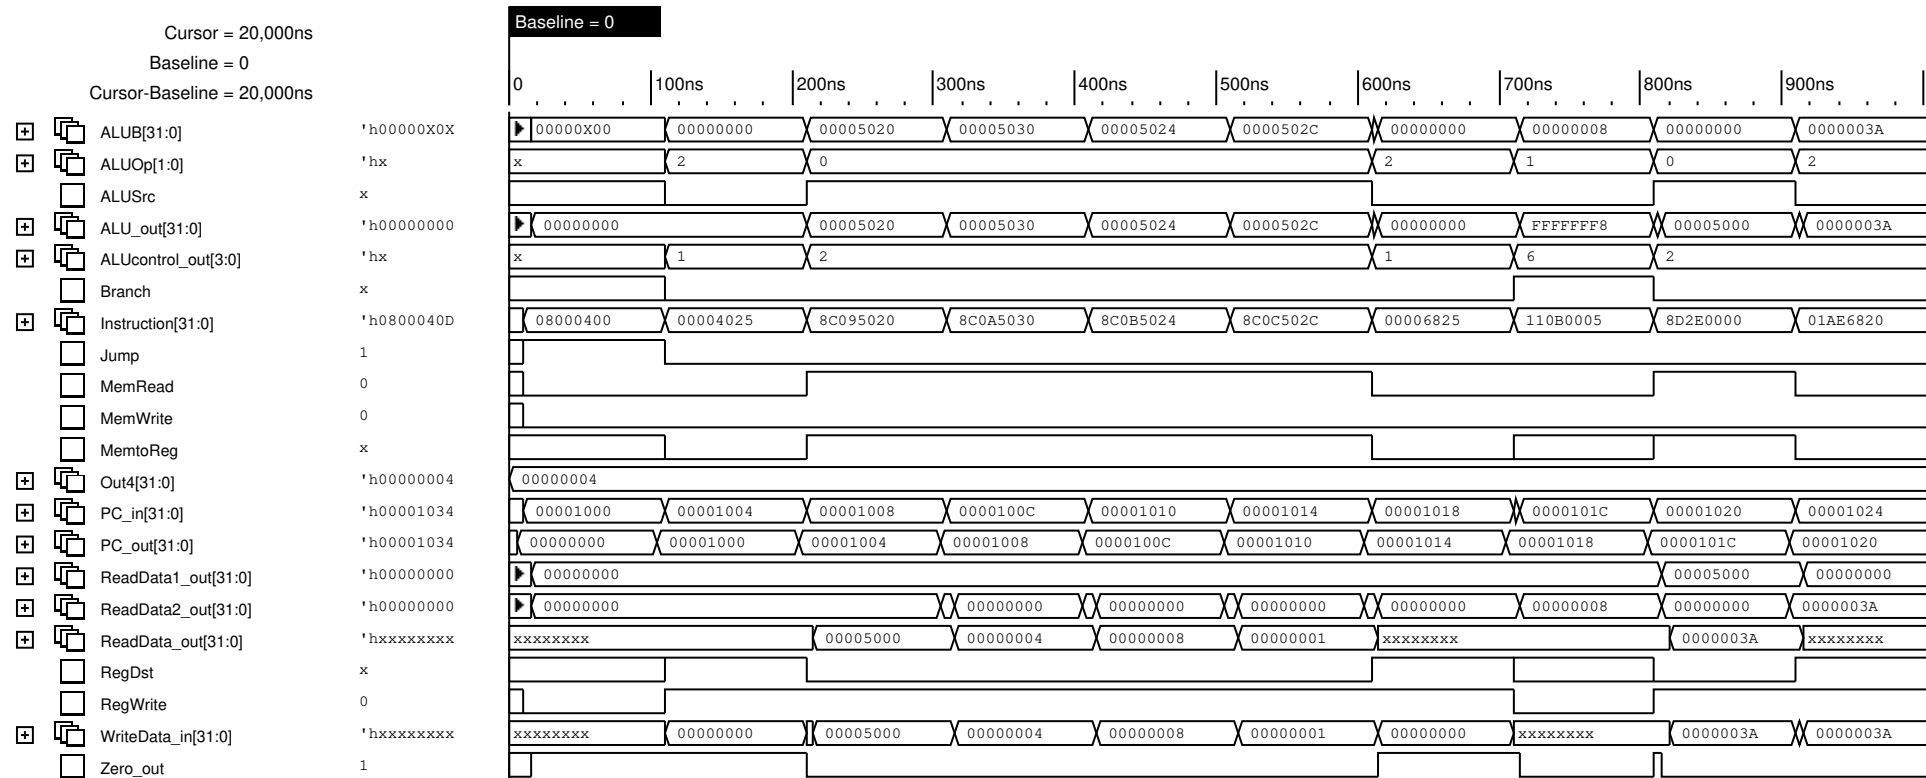 Baseline = 0
Cursor = 20,000ns
Baseline = 0
Cursor-Baseline = 20,000ns
0 100ns 200ns 300ns 400ns 500ns 600ns 700ns 800ns 900ns
ALUB[31:0] 'h00000X0X 00000X00 00000000 00005020 00005030 00005024 0000502C 00000000 00000008 00000000 0000003A
ALUOp[1:0] 'hx x 2 0 2 1 0 2
ALUSrc x
ALU_out[31:0] 'h00000000 00000000 00005020 00005030 00005024 0000502C 00000000 FFFFFFF8 00005000 0000003A
ALUcontrol_out[3:0] 'hx x 1 2 1 6 2
Branch x
Instruction[31:0] 'h0800040D 08000400 00004025 8C095020 8C0A5030 8C0B5024 8C0C502C 00006825 110B0005 8D2E0000 01AE6820
Jump 1
MemRead 0
MemWrite 0
MemtoReg x
Out4[31:0] 'h00000004 00000004
PC_in[31:0] 'h00001034 00001000 00001004 00001008 0000100C 00001010 00001014 00001018 0000101C 00001020 00001024
PC_out[31:0] 'h00001034 00000000 00001000 00001004 00001008 0000100C 00001010 00001014 00001018 0000101C 00001020
ReadData1_out[31:0] 'h00000000 00000000 00005000 00000000
ReadData2_out[31:0] 'h00000000 00000000 00000000 00000000 00000000 00000000 00000008 00000000 0000003A
ReadData_out[31:0] 'hxxxxxxxx xxxxxxxx 00005000 00000004 00000008 00000001 xxxxxxxx 0000003A xxxxxxxx
RegDst x
RegWrite 0
WriteData_in[31:0] 'hxxxxxxxx xxxxxxxx 00000000 00005000 00000004 00000008 00000001 00000000 xxxxxxxx 0000003A 0000003A
Zero_out 1